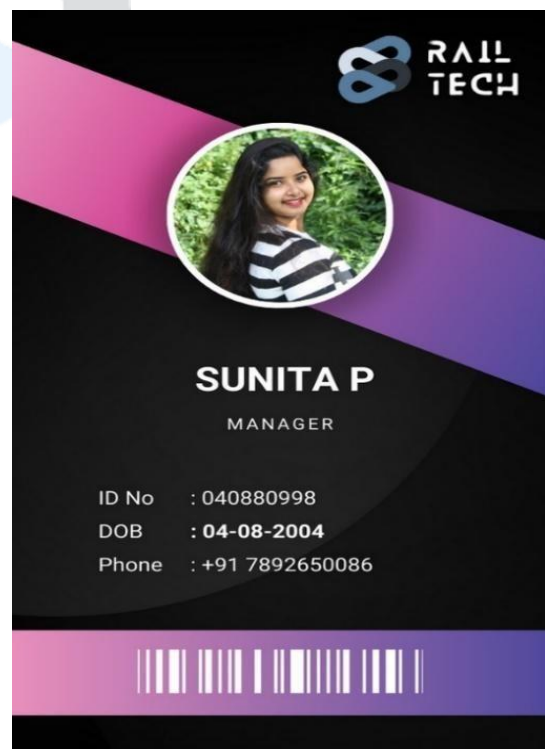 RAIL
TECH
SUNITA P
MANAGER
ID No : 040880998
DOB : 04-08-2004
Phone : +91 7892650086